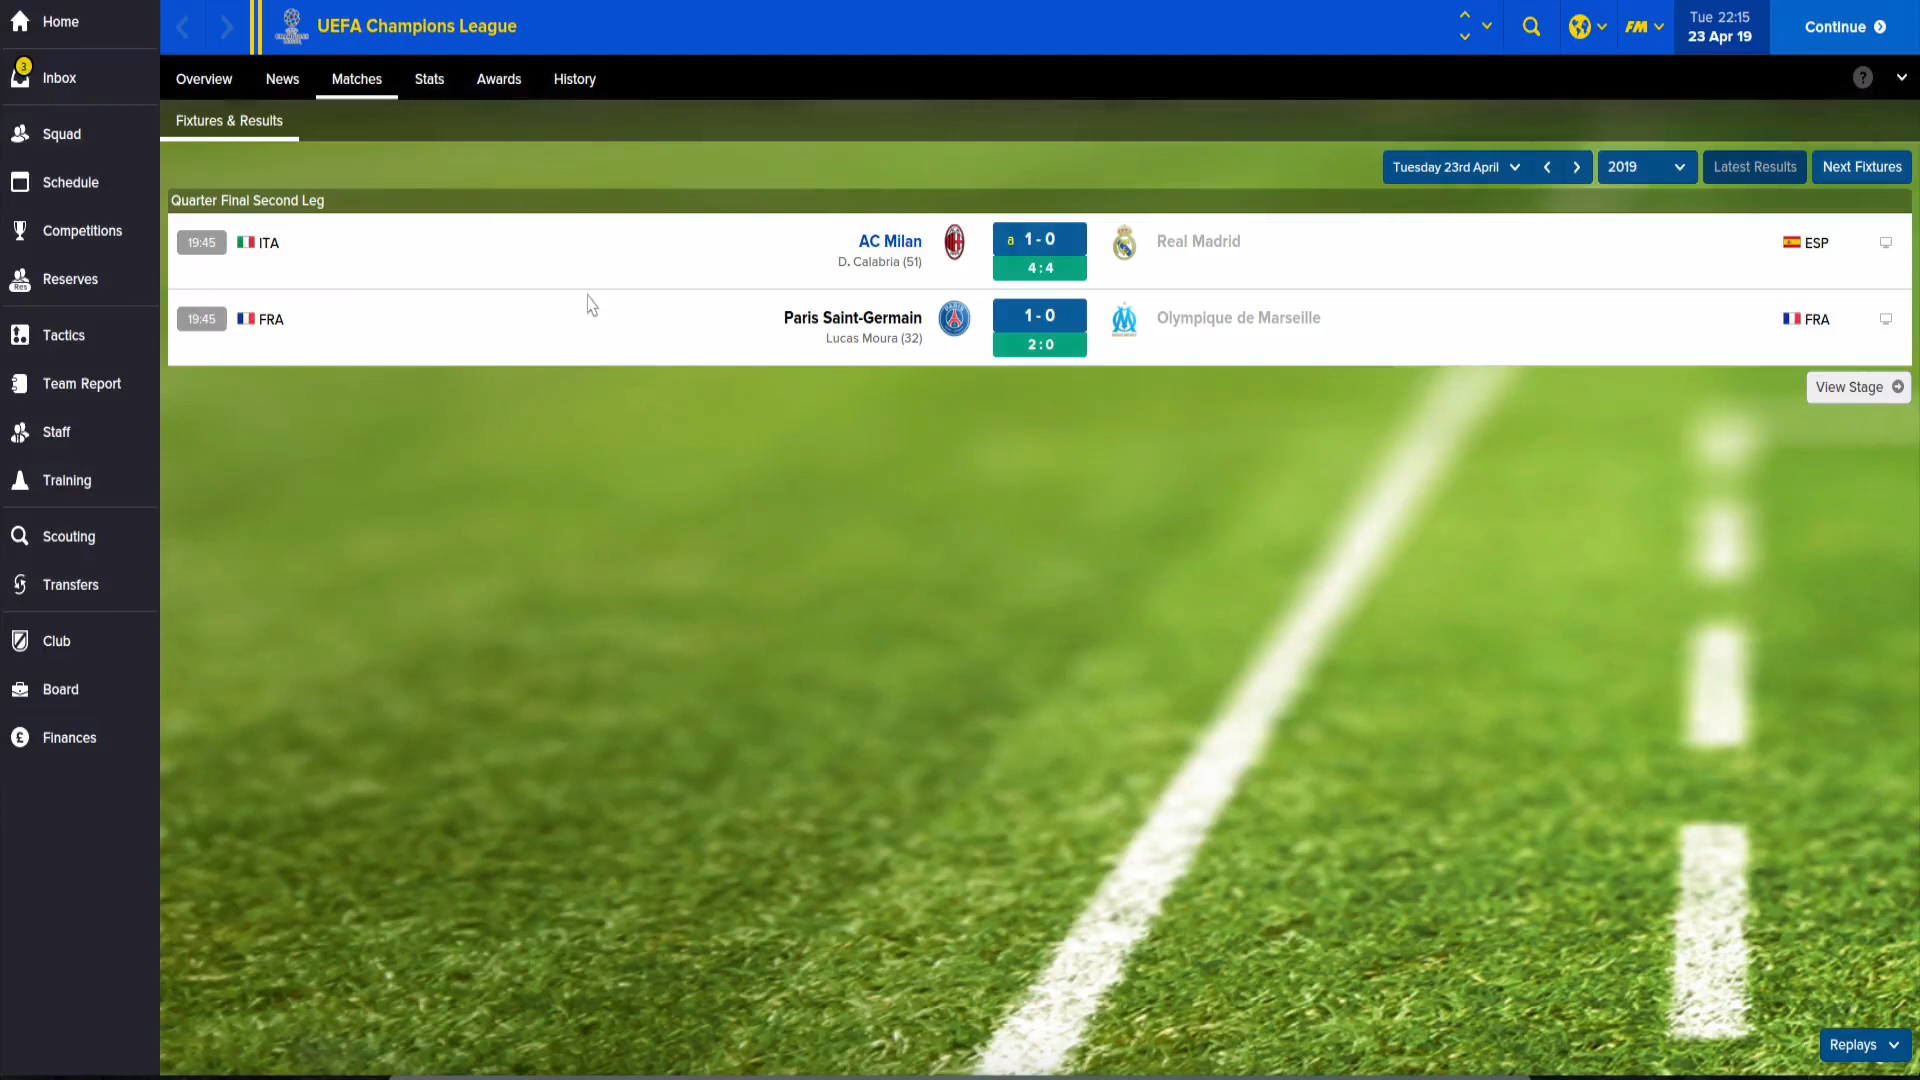 Home
3
Inbox
Squad
Schedule
Competitions
Res
Reserves
Tactics
Team Report
Staff
Training
Scouting
Transfers
Club
Board
£
Finances
UEFA Champions League
FM
Tue 22:15
23 Apr 19
Continue
Overview News Matches Stats Awards History
?
Fixtures & Results
Tuesday 23rd April
2019
Latest Results
Next Fixtures
Quarter Final Second Leg
19:45 ITA AC Milan a 1 - 0 Real Madrid ESP
D. Calabria (51) 4 : 4
19:45 FRA Paris Saint-Germain 1 - 0 Olympique de Marseille FRA
Lucas Moura (32) 2 : 0
View Stage
Replays